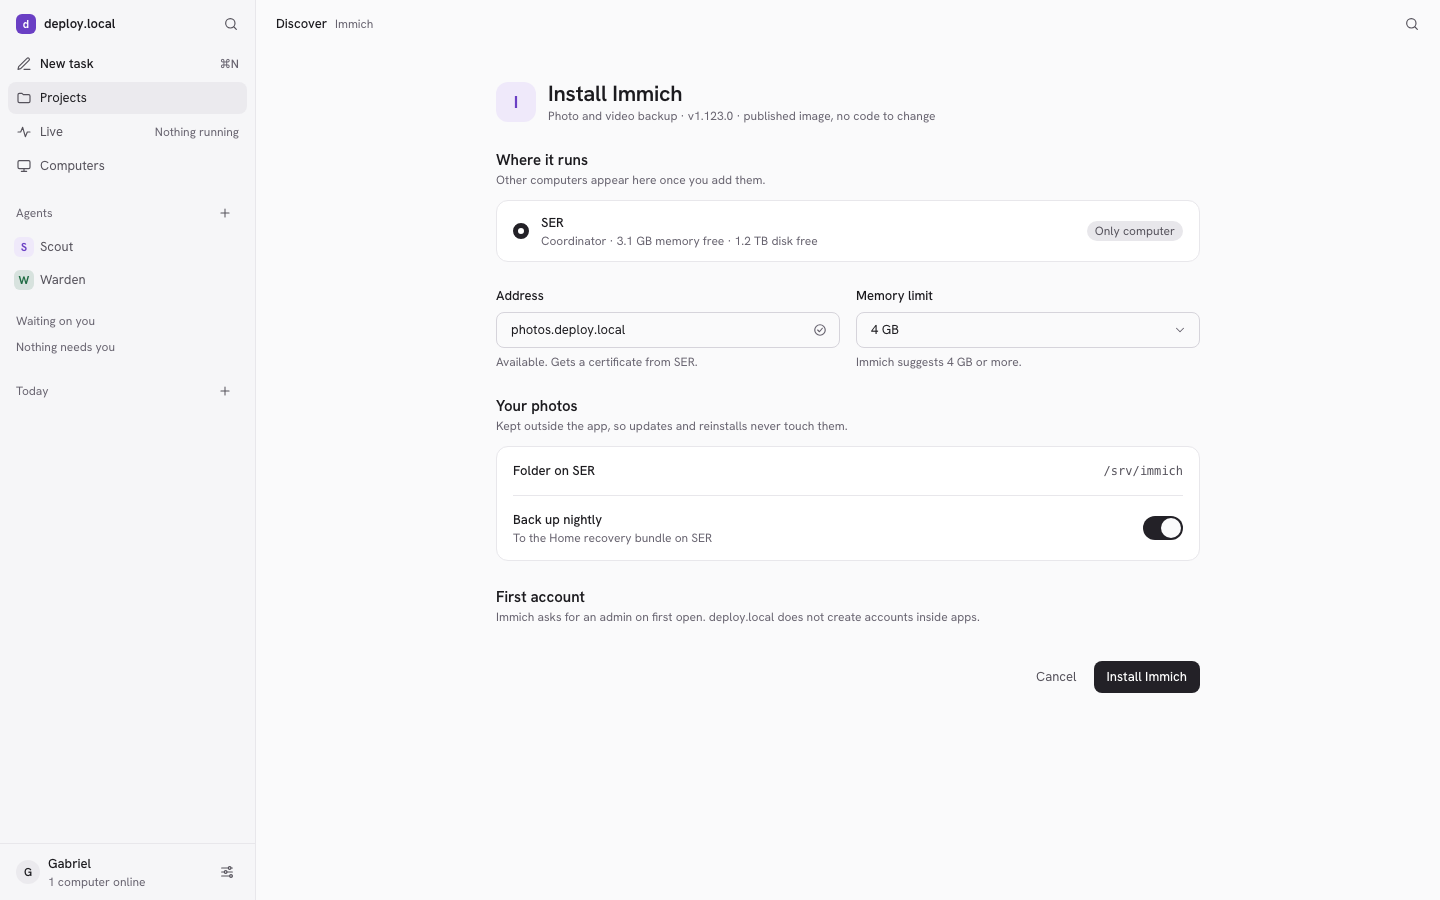 d deploy.local
New task ⌘N
Projects
Live Nothing running
Computers
Agents
S Scout
W Warden
Waiting on you
Nothing needs you
Today
G Gabriel
1 computer online
Discover Immich
I Install Immich
Photo and video backup · v1.123.0 · published image, no code to change
Where it runs
Other computers appear here once you add them.
SER
Coordinator · 3.1 GB memory free · 1.2 TB disk free
Only computer
Address
photos.deploy.local
Available. Gets a certificate from SER.
Memory limit
4 GB
Immich suggests 4 GB or more.
Your photos
Kept outside the app, so updates and reinstalls never touch them.
Folder on SER /srv/immich
Back up nightly
To the Home recovery bundle on SER
First account
Immich asks for an admin on first open. deploy.local does not create accounts inside apps.
Cancel Install Immich